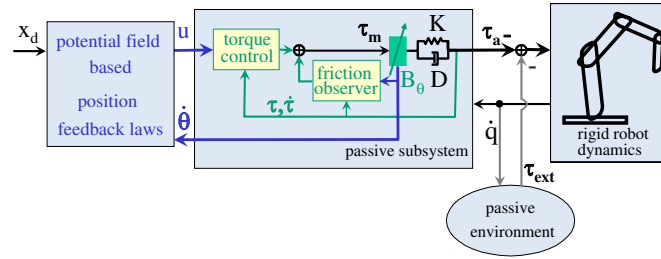 x_d
potential field
based
position
feedback laws
u
θ̇
torque
control
friction
observer
τ, τ̇
τ_m
B_θ
K
D
passive subsystem
τ_a
-
-
q̇
τ_ext
passive
environment
rigid robot
dynamics